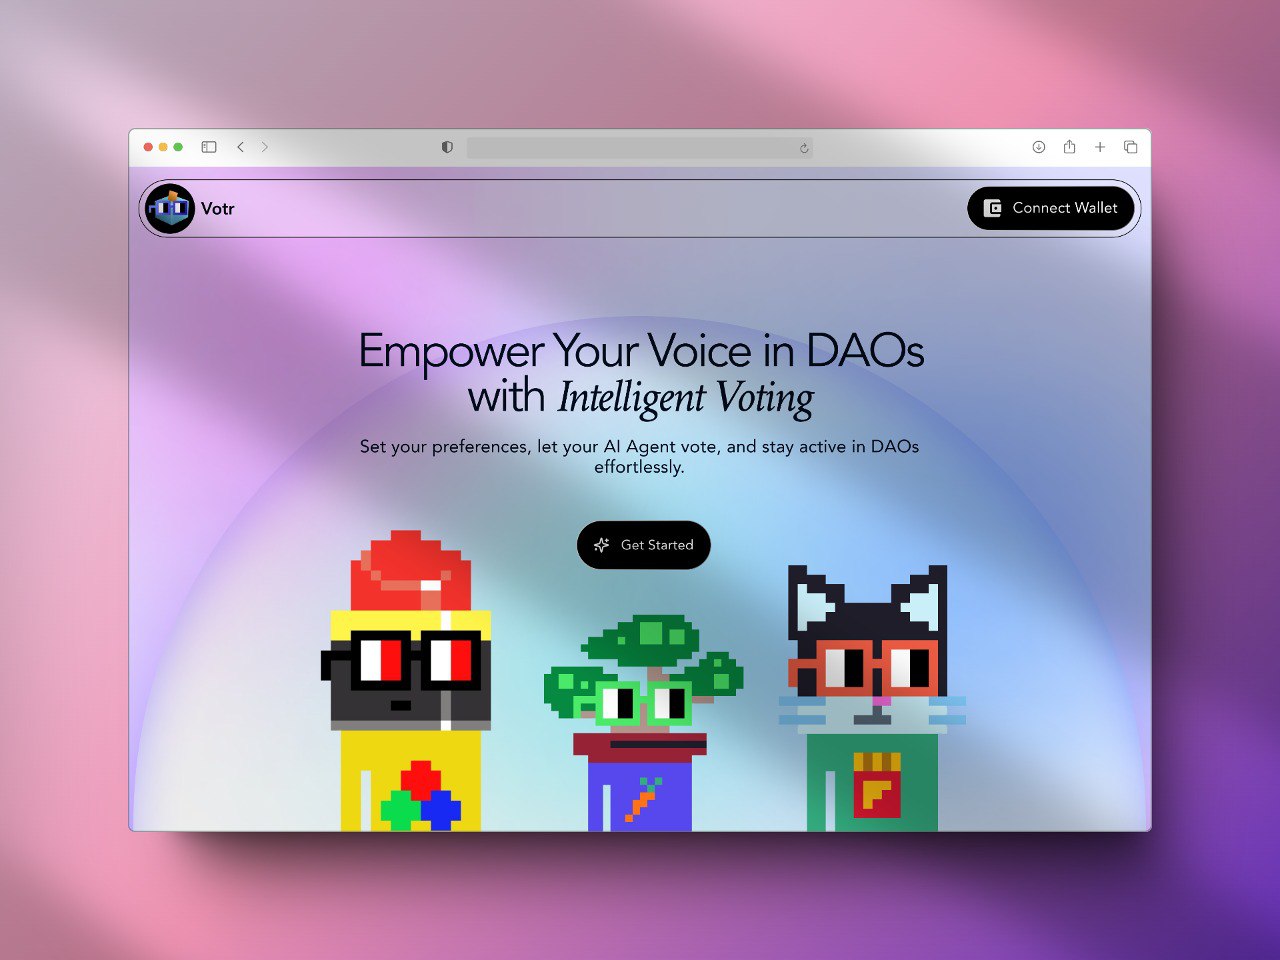 Votr
Connect Wallet
Empower Your Voice in DAOs
with Intelligent Voting
Set your preferences, let your AI Agent vote, and stay active in DAOs
effortlessly.
Get Started